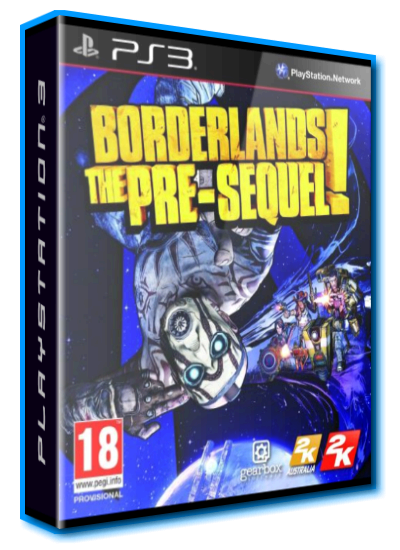 PS3
PlayStation Network
BORDERLANDS
THE PRE-SEQUEL!
PLAYSTATION 3
18
www.pegi.info
PROVISIONAL
gearbox
2K
AUSTRALIA
2K